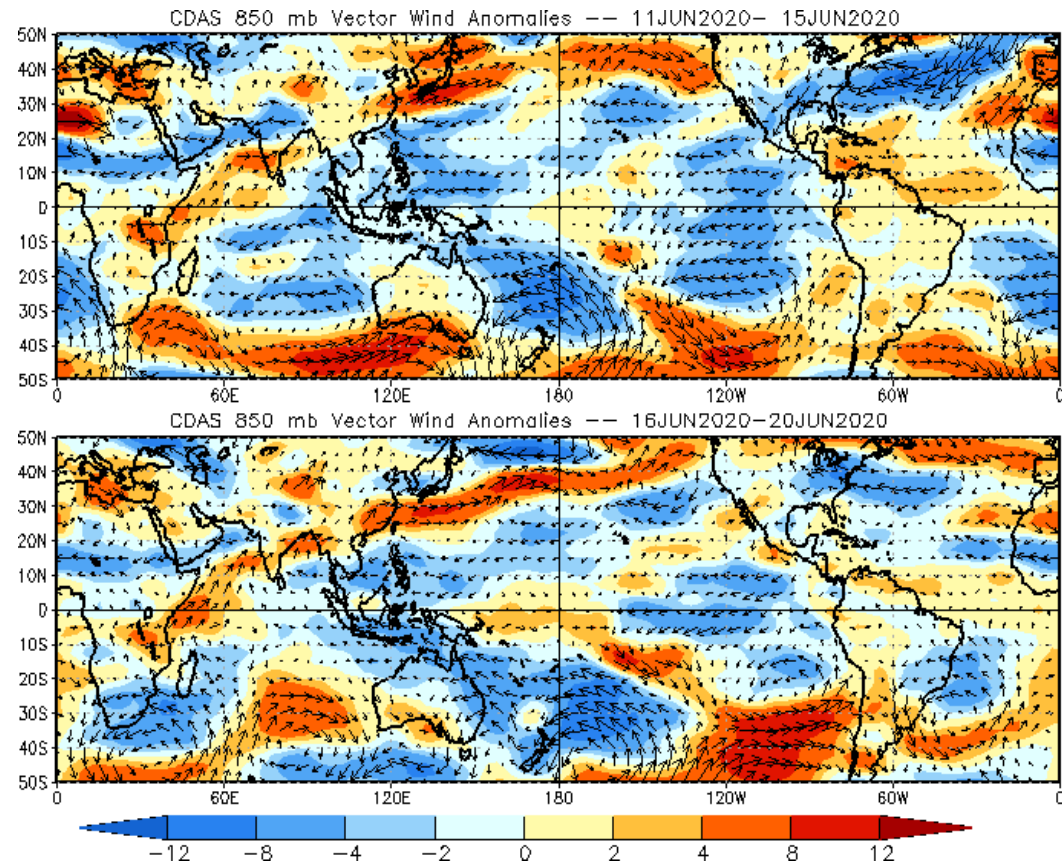 CDAS 850 mb Vector Wind Anomalies -- 11JUN2020- 15JUN2020
50N
40N
30N
20N
10N
0
10S
20S
30S
40S
50S
0 60E 120E 180 120W 60W 0
CDAS 850 mb Vector Wind Anomalies -- 16JUN2020-20JUN2020
50N
40N
30N
20N
10N
0
10S
20S
30S
40S
50S
0 60E 120E 180 120W 60W 0
-12 -8 -4 -2 0 2 4 8 12